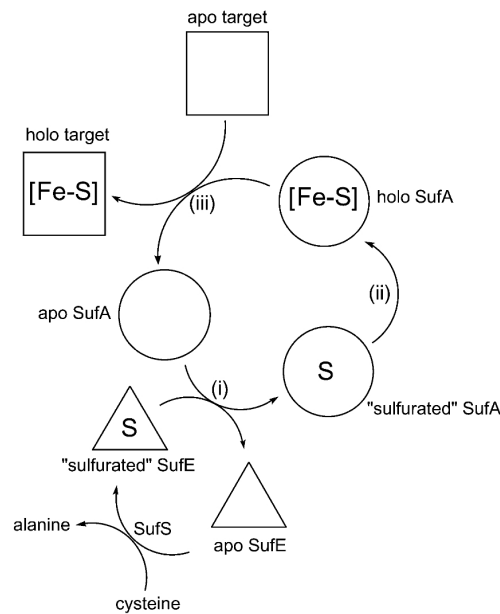 apo target
holo target
[Fe-S]
[Fe-S]
holo SufA
(iii)
(ii)
apo SufA
(i)
S
"sulfurated" SufA
S
"sulfurated" SufE
alanine
SufS
apo SufE
cysteine